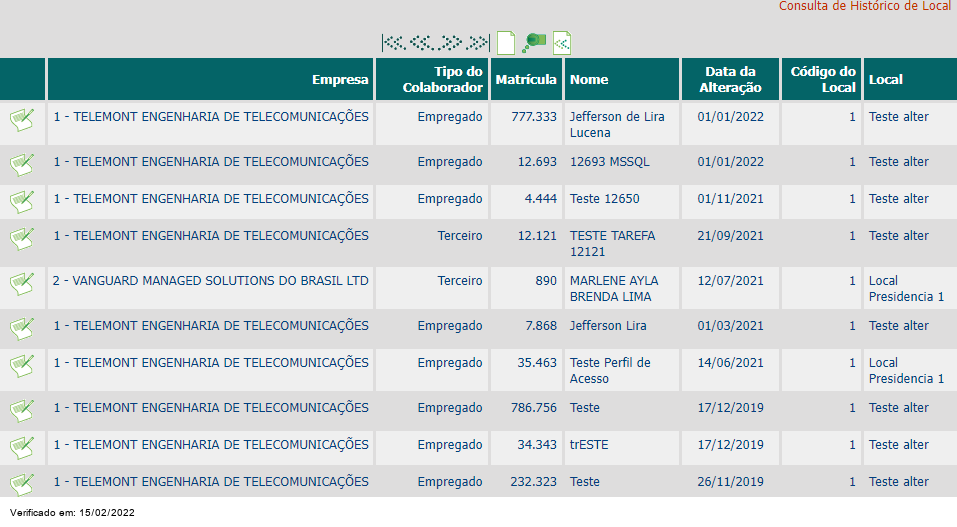 Consulta de Histórico de Local
Empresa Tipo do Colaborador Matrícula Nome Data da Alteração Código do Local Local
1 - TELEMONT ENGENHARIA DE TELECOMUNICAÇÕES Empregado 777.333 Jefferson de Lira Lucena 01/01/2022 1 Teste alter
1 - TELEMONT ENGENHARIA DE TELECOMUNICAÇÕES Empregado 12.693 12693 MSSQL 01/01/2022 1 Teste alter
1 - TELEMONT ENGENHARIA DE TELECOMUNICAÇÕES Empregado 4.444 Teste 12650 01/11/2021 1 Teste alter
1 - TELEMONT ENGENHARIA DE TELECOMUNICAÇÕES Terceiro 12.121 TESTE TAREFA 12121 21/09/2021 1 Teste alter
2 - VANGUARD MANAGED SOLUTIONS DO BRASIL LTD Terceiro 890 MARLENE AYLA BRENDA LIMA 12/07/2021 1 Local Presidencia 1
1 - TELEMONT ENGENHARIA DE TELECOMUNICAÇÕES Empregado 7.868 Jefferson Lira 01/03/2021 1 Teste alter
1 - TELEMONT ENGENHARIA DE TELECOMUNICAÇÕES Empregado 35.463 Teste Perfil de Acesso 14/06/2021 1 Local Presidencia 1
1 - TELEMONT ENGENHARIA DE TELECOMUNICAÇÕES Empregado 786.756 Teste 17/12/2019 1 Teste alter
1 - TELEMONT ENGENHARIA DE TELECOMUNICAÇÕES Empregado 34.343 trESTE 17/12/2019 1 Teste alter
1 - TELEMONT ENGENHARIA DE TELECOMUNICAÇÕES Empregado 232.323 Teste 26/11/2019 1 Teste alter
Verificado em: 15/02/2022